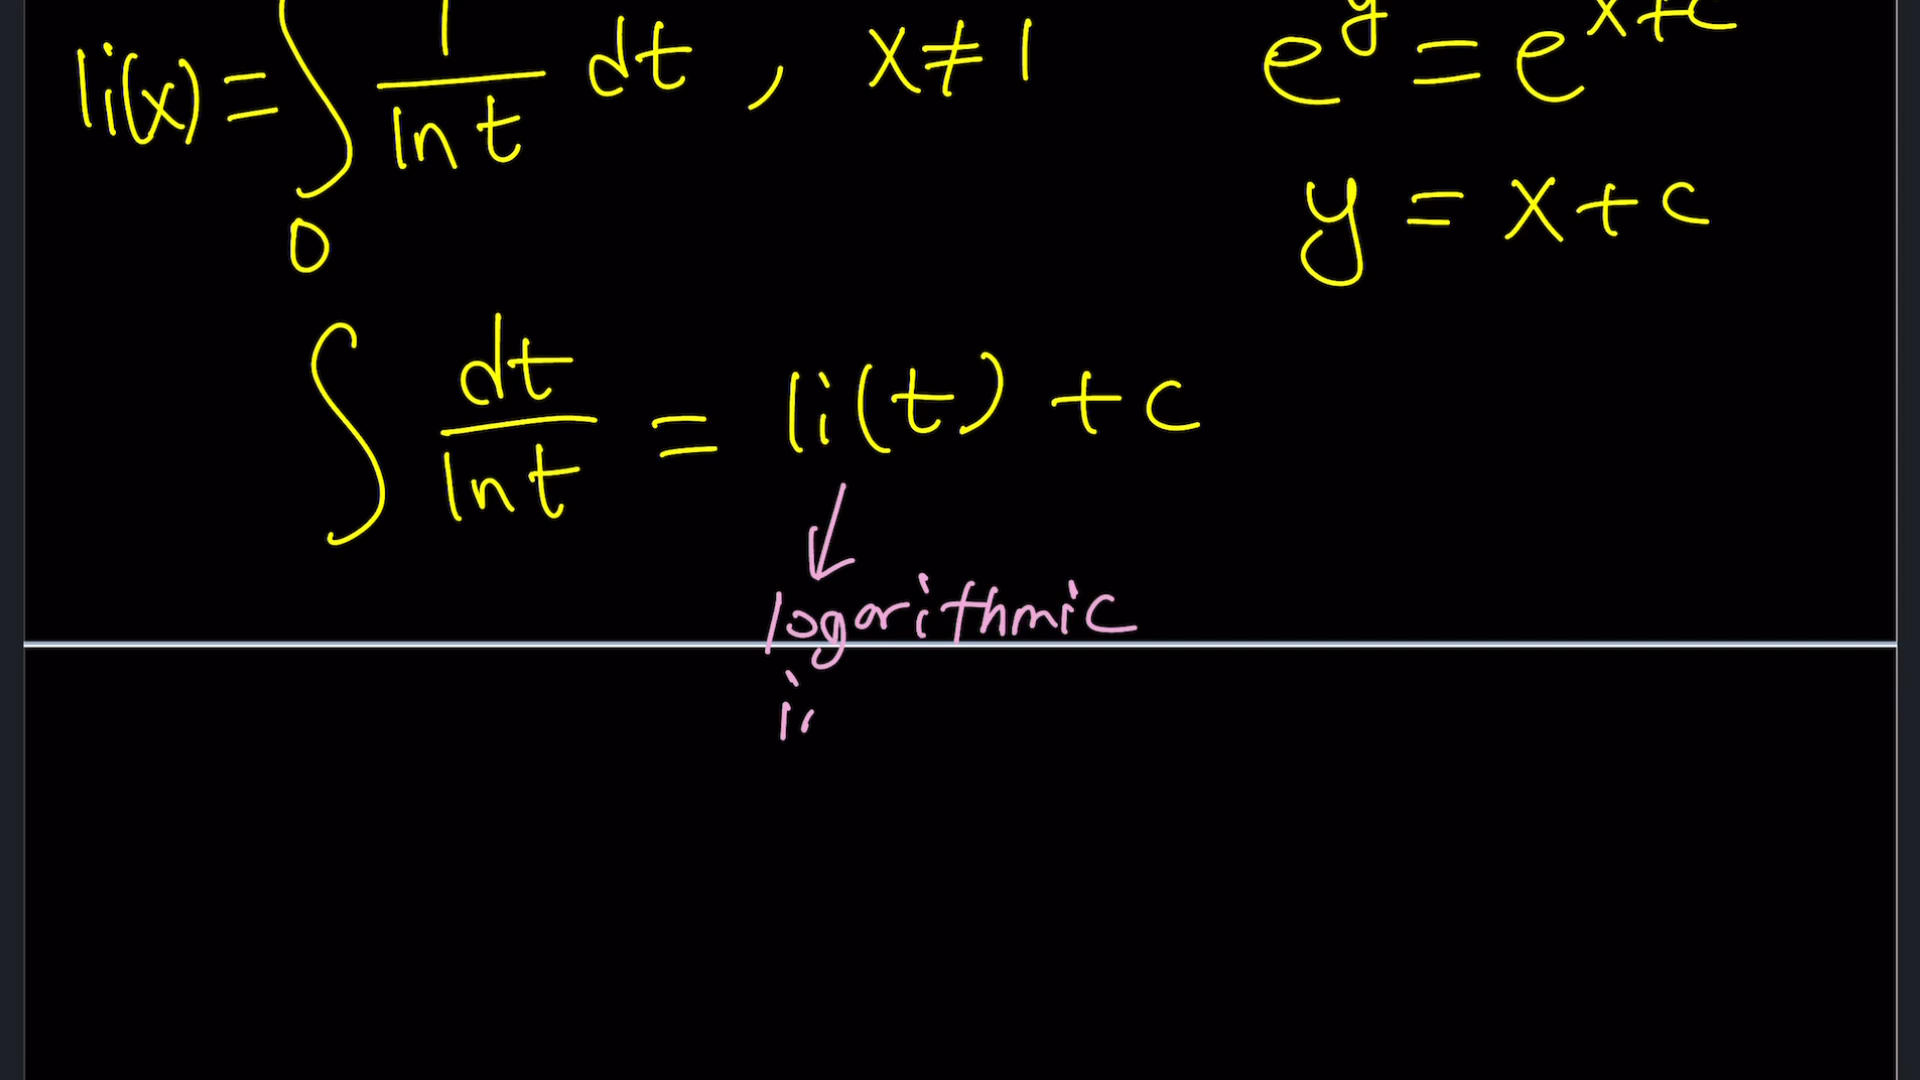 li(x) = ∫₀ 1/ln t dt , x ≠ 1
e^y = e^(x+c)
y = x + c
∫ dt/ln t = li(t) + c
↓
logarithmic
i